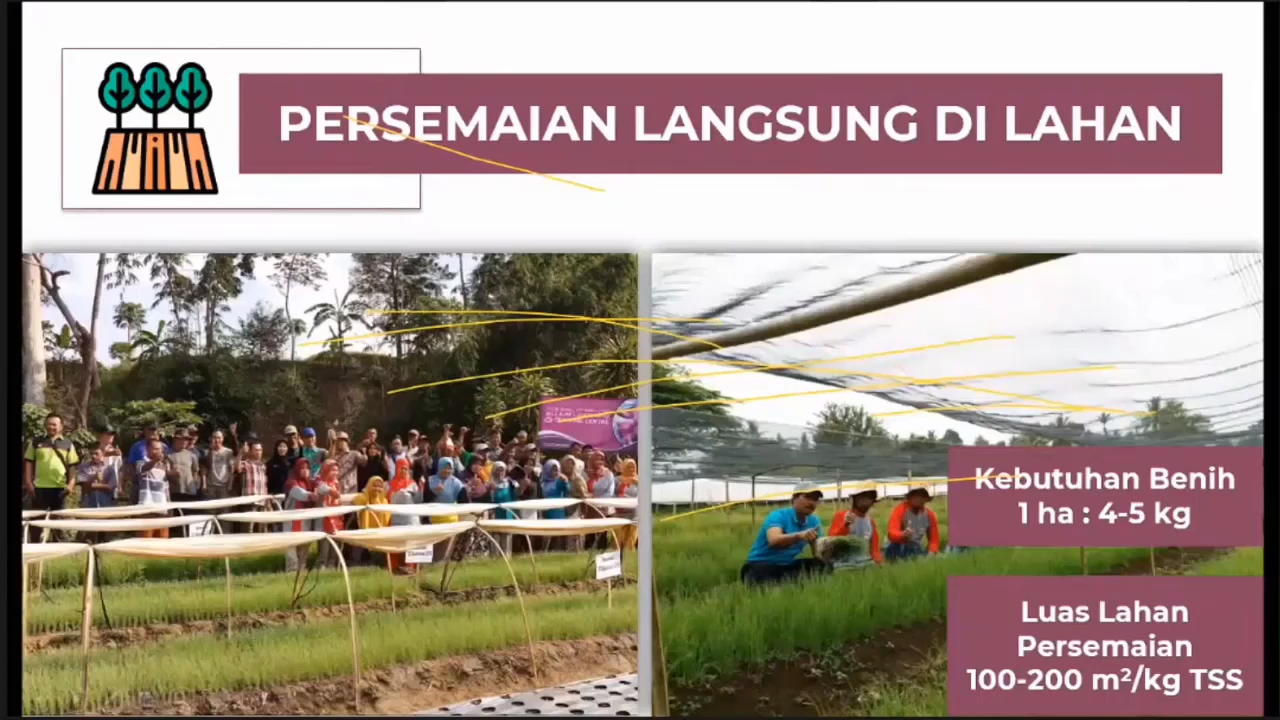 PERSEMAIAN LANGSUNG DI LAHAN
Kebutuhan Benih
1 ha : 4-5 kg
Luas Lahan
Persemaian
100-200 m²/kg TSS